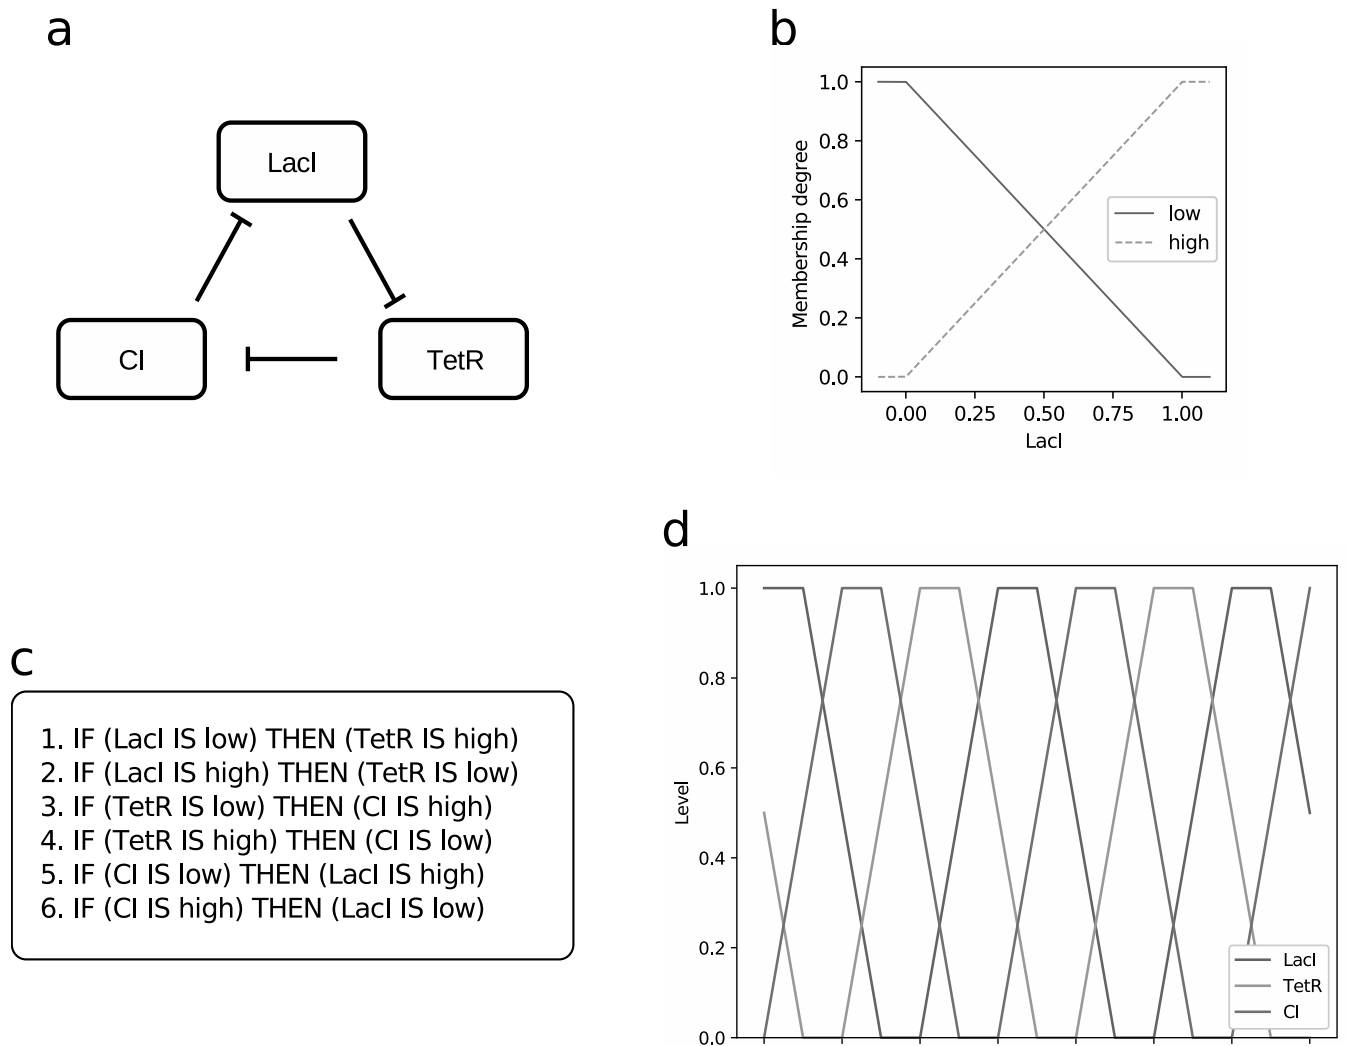 a
LacI
CI
TetR
b
1.0
0.8
0.6
0.4
0.2
0.0
Membership degree
low
high
0.00 0.25 0.50 0.75 1.00
LacI
c
1. IF (LacI IS low) THEN (TetR IS high)
2. IF (LacI IS high) THEN (TetR IS low)
3. IF (TetR IS low) THEN (CI IS high)
4. IF (TetR IS high) THEN (CI IS low)
5. IF (CI IS low) THEN (LacI IS high)
6. IF (CI IS high) THEN (LacI IS low)
d
1.0
0.8
0.6
0.4
0.2
0.0
Level
LacI
TetR
CI